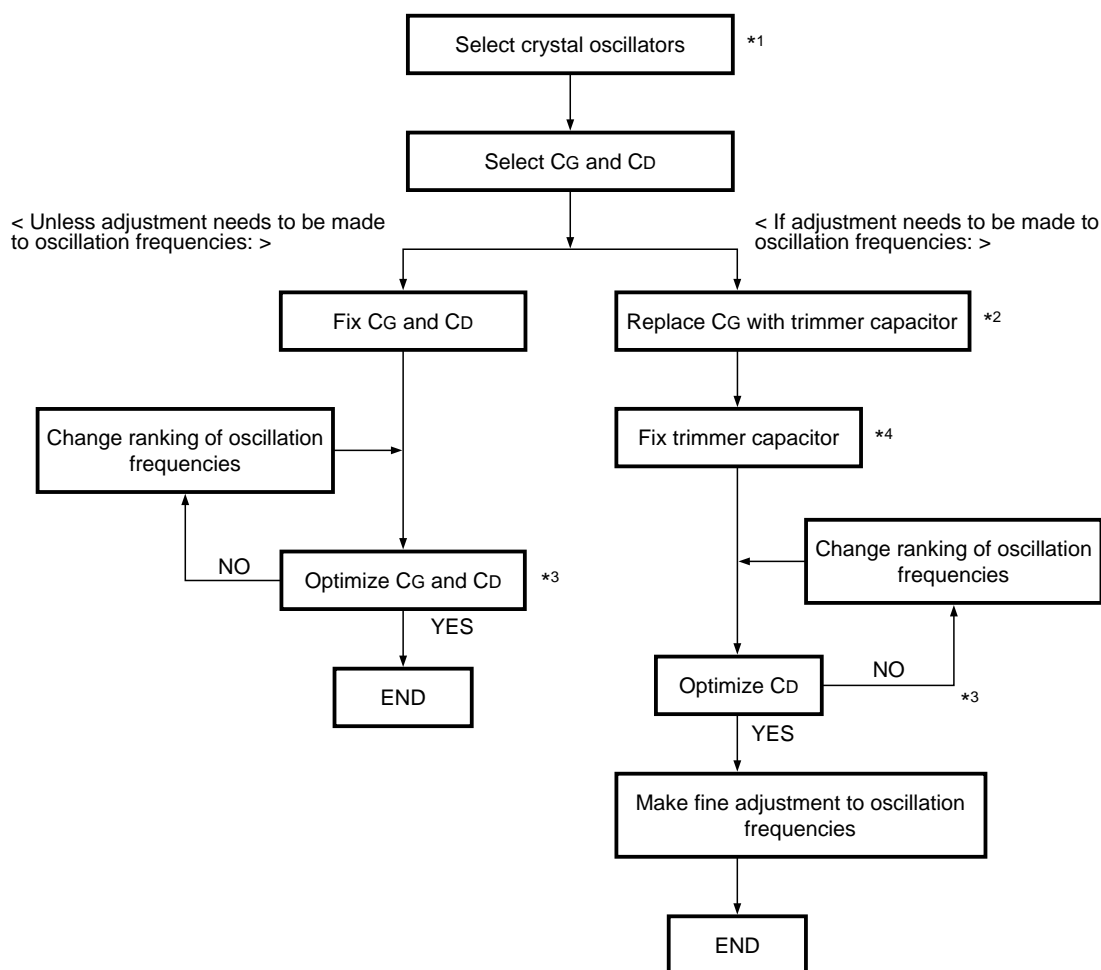 Select crystal oscillators *1
Select CG and CD
< Unless adjustment needs to be made
to oscillation frequencies: >
< If adjustment needs to be made to
oscillation frequencies: >
Fix CG and CD
Replace CG with trimmer capacitor *2
Change ranking of oscillation
frequencies
Fix trimmer capacitor *4
NO
Optimize CG and CD *3
YES
END
Change ranking of oscillation
frequencies
Optimize CD
NO
*3
YES
Make fine adjustment to oscillation
frequencies
END